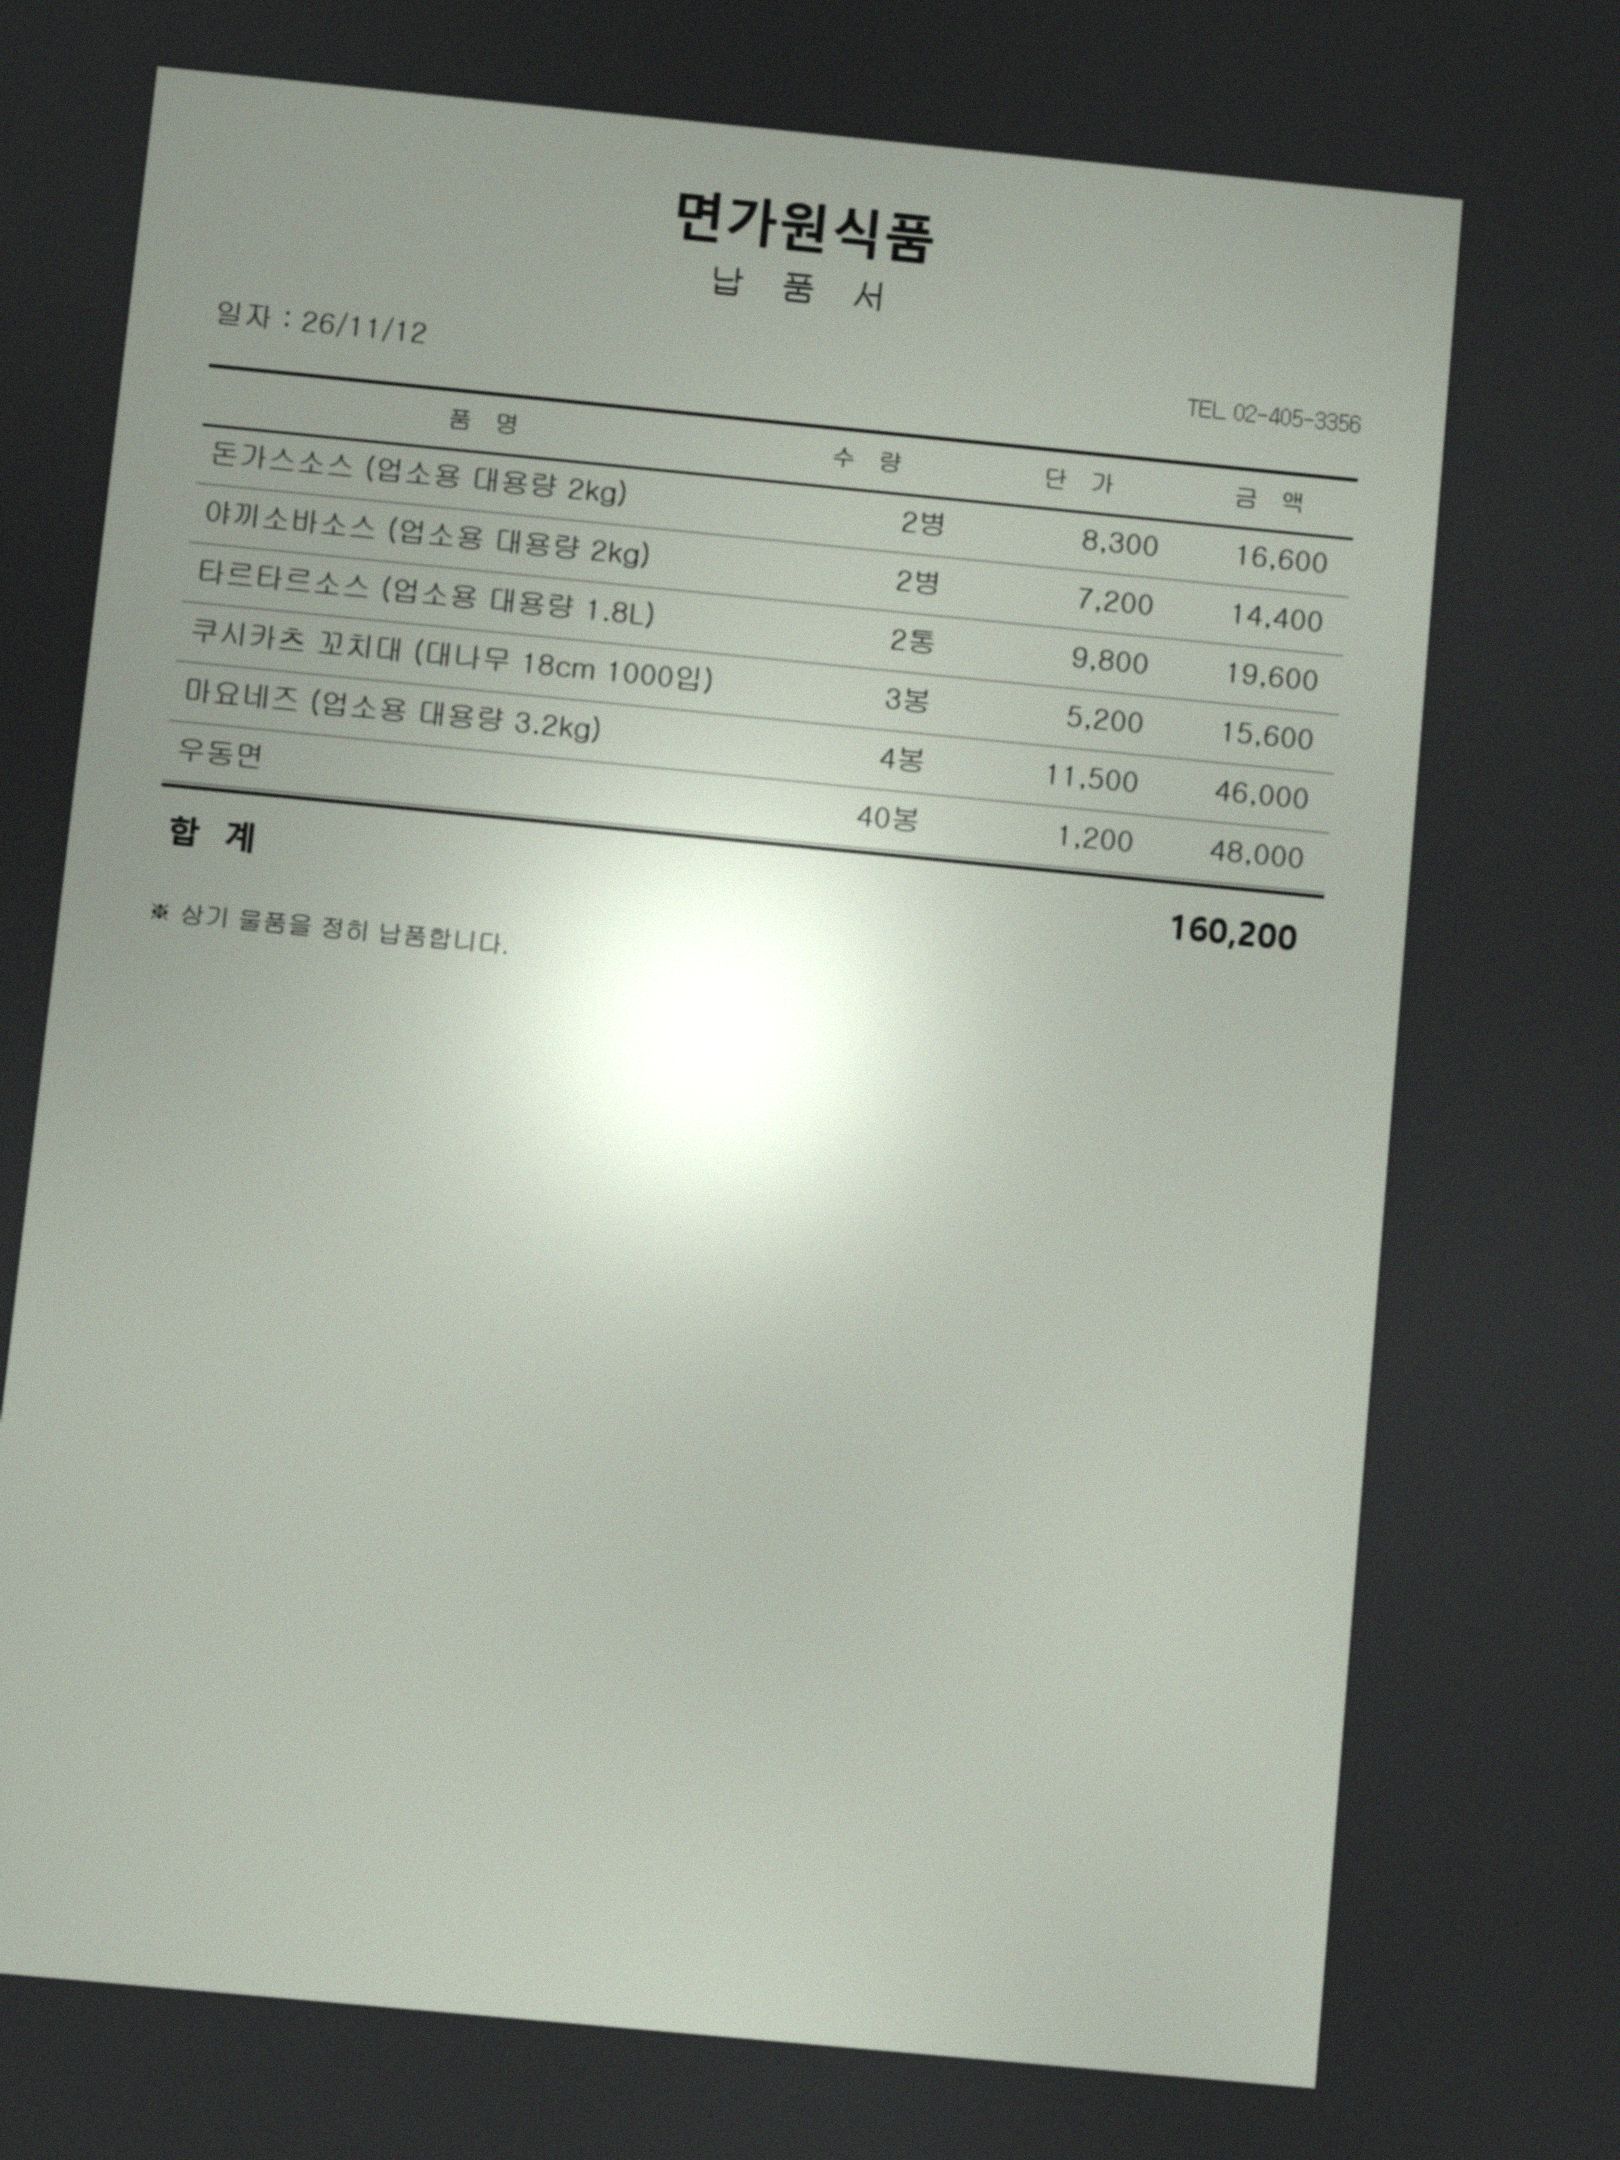 면가원식품
납 품 서
일자 : 26/11/12
TEL. 02-405-3356
품 명 수 량 단 가 금 액
돈가스소스 (업소용 대용량 2kg) 2병 8,300 16,600
야끼소바소스 (업소용 대용량 2kg) 2병 7,200 14,400
타르타르소스 (업소용 대용량 1.8L) 2통 9,800 19,600
쿠시카츠 꼬치대 (대나무 18cm 1000입) 3봉 5,200 15,600
마요네즈 (업소용 대용량 3.2kg) 4봉 11,500 46,000
우동면 40봉 1,200 48,000
합 계 160,200
※ 상기 물품을 정히 납품합니다.